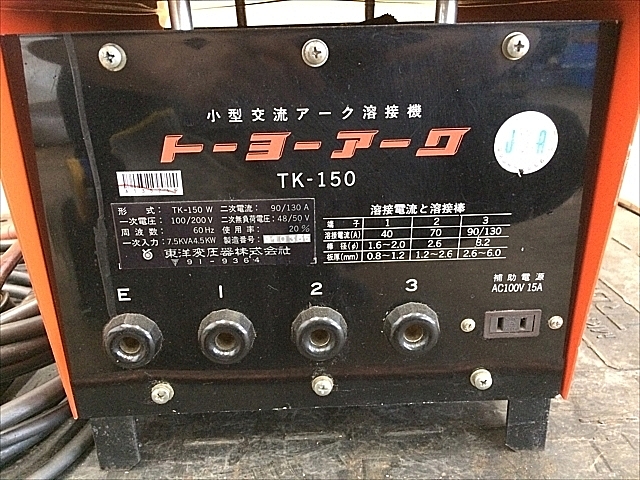 小型交流アーク溶接機
トーヨーアーク
TK-150
形式: TK-150 W 二次電流: 90/130 A
一次電圧: 100/200 V 二次無負荷電圧: 48/50 V
周波数: 60 Hz 使用率: 20 %
一次入力: 7.5KVA4.5KW 製造番号:
東洋変圧器株式会社
▽91-9364
溶接電流と溶接棒
端子 1 2 3
溶接電流(A) 40 70 90/130
棒径(φ) 1.6~2.0 2.6 3.2
板厚(mm) 0.8~1.2 1.2~2.6 2.6~6.0
E 1 2 3
補助電源
AC100V 15A